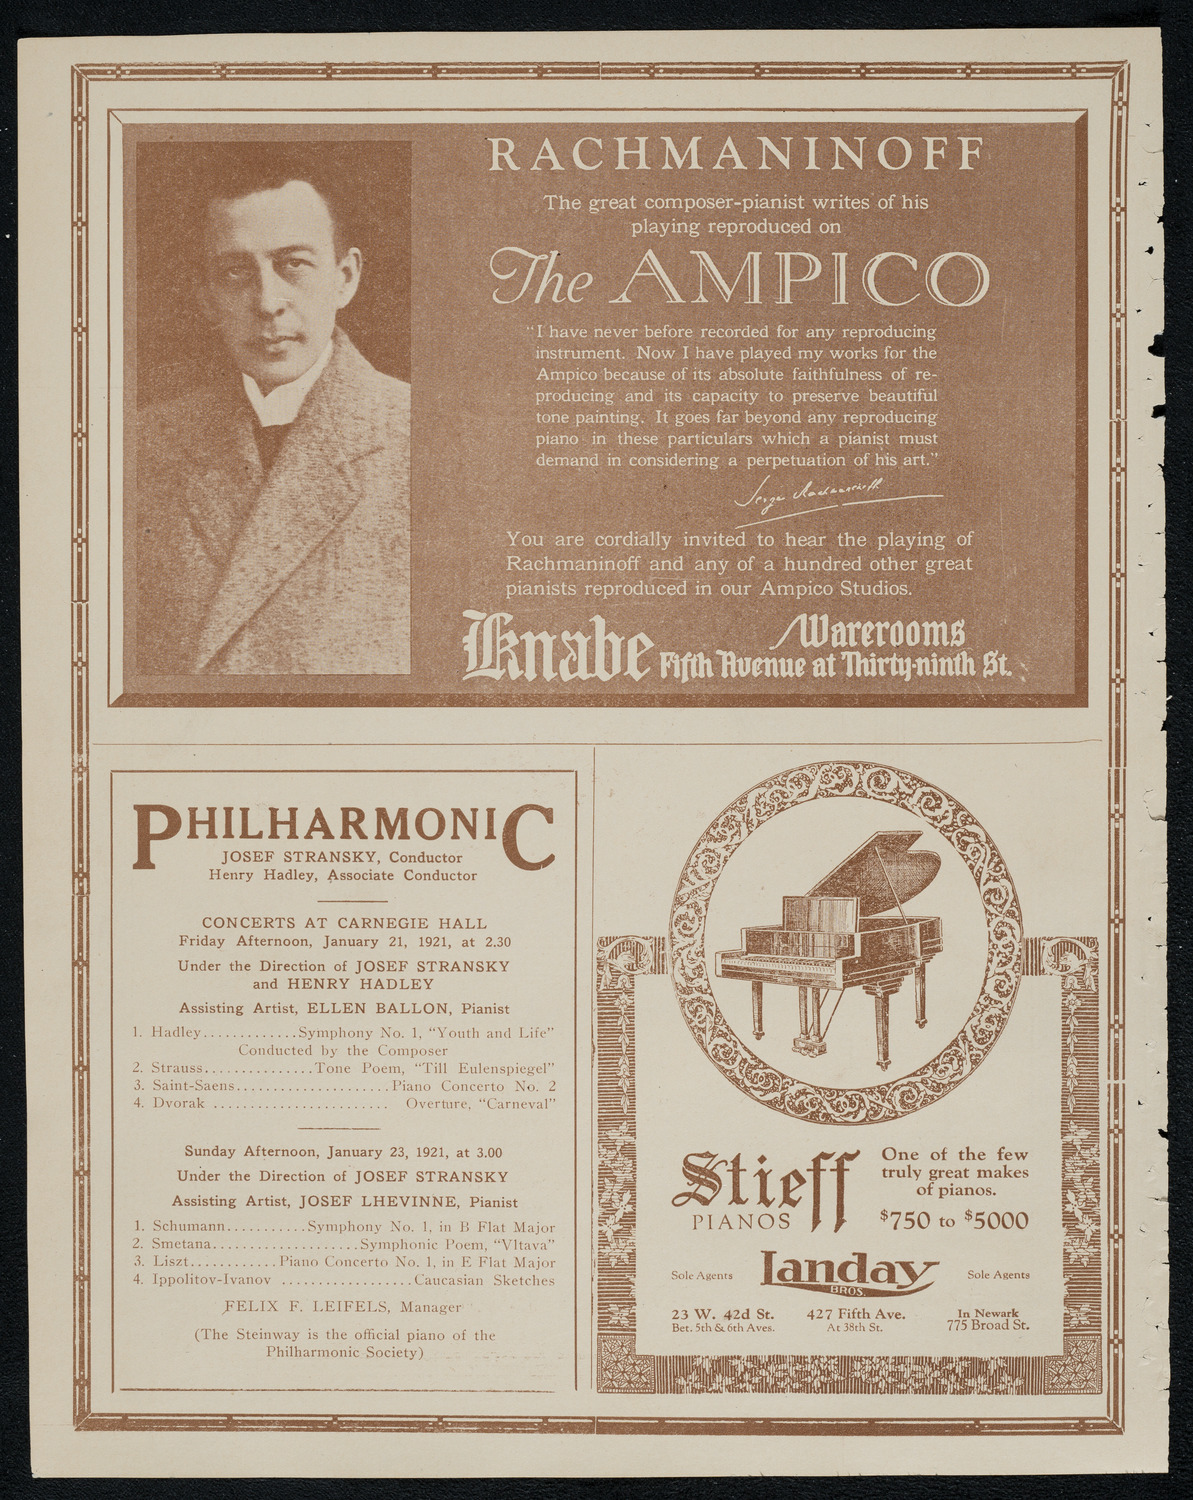 RACHMANINOFF
The great composer-pianist writes of his
playing reproduced on
The AMPICO
"I have never before recorded for any reproducing
instrument. Now I have played my works for the
Ampico because of its absolute faithfulness of re-
producing and its capacity to preserve beautiful
tone painting. It goes far beyond any reproducing
piano in these particulars which a pianist must
demand in considering a perpetuation of his art."
Serge Rachmaninoff
You are cordially invited to hear the playing of
Rachmaninoff and any of a hundred other great
pianists reproduced in our Ampico Studios.
Knabe Warerooms
Fifth Avenue at Thirty-ninth St.
PHILHARMONIC
JOSEF STRANSKY, Conductor
Henry Hadley, Associate Conductor
CONCERTS AT CARNEGIE HALL
Friday Afternoon, January 21, 1921, at 2.30
Under the Direction of JOSEF STRANSKY
and HENRY HADLEY
Assisting Artist, ELLEN BALLON, Pianist
1. Hadley.............Symphony No. 1, "Youth and Life"
Conducted by the Composer
2. Strauss..............Tone Poem, "Till Eulenspiegel"
3. Saint-Saens....................Piano Concerto No. 2
4. Dvorak ........................ Overture, "Carneval"
Sunday Afternoon, January 23, 1921, at 3.00
Under the Direction of JOSEF STRANSKY
Assisting Artist, JOSEF LHEVINNE, Pianist
1. Schumann...........Symphony No. 1, in B Flat Major
2. Smetana...................Symphonic Poem, "Vltava"
3. Liszt............Piano Concerto No. 1, in E Flat Major
4. Ippolitov-Ivanov ..................Caucasian Sketches
FELIX F. LEIFELS, Manager
(The Steinway is the official piano of the
Philharmonic Society)
Stieff
PIANOS
One of the few
truly great makes
of pianos.
$750 to $5000
Sole Agents Landay Sole Agents
BROS.
23 W. 42d St. 427 Fifth Ave. In Newark
Bet. 5th & 6th Aves. At 38th St. 775 Broad St.